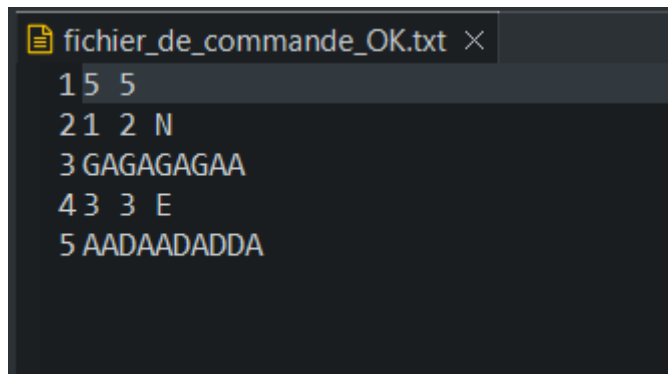 fichier_de_commande_OK.txt ×
1 5 5
2 1 2 N
3 GAGAGAGAA
4 3 3 E
5 AADAADADDA